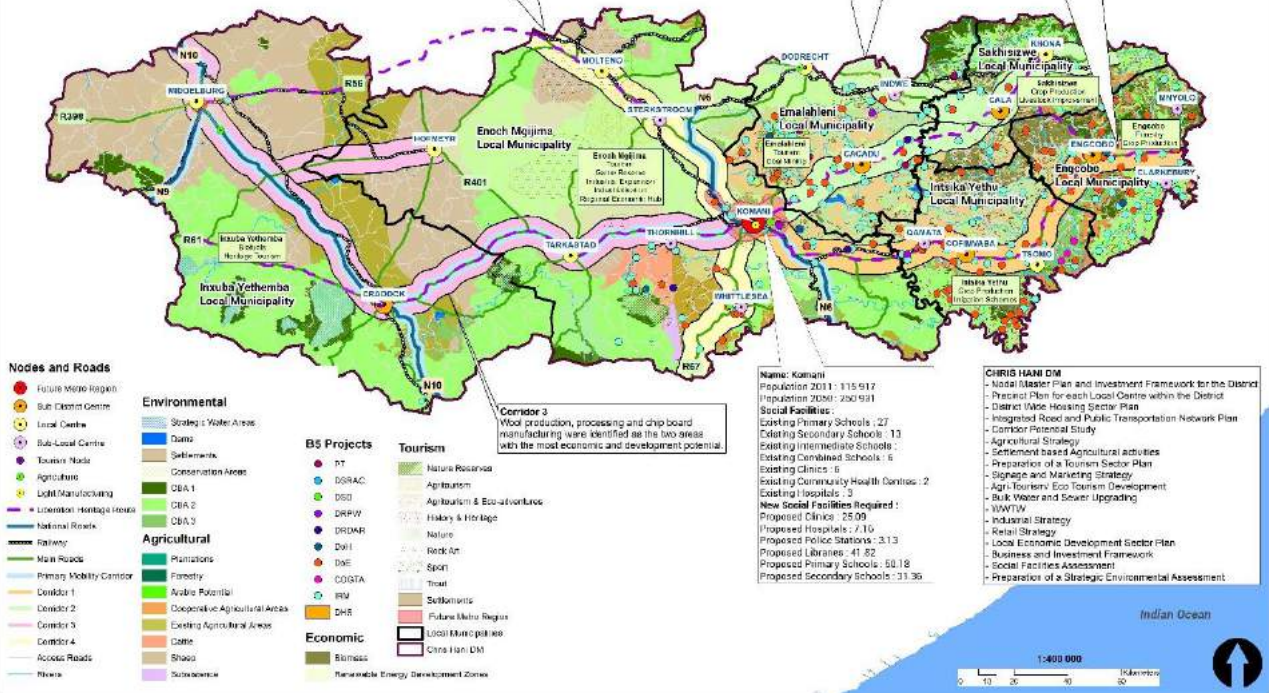 N10
MIDDELBURG
R56
R398
N9
HOFMEYR
Enoch Mgijima
Local Municipality
R401
R61
Inxuba Yethemba
Biofuels
Heritage Tourism
Inxuba Yethemba
Local Municipality
CRADOCK
N10
TARKASTAD
THORNHILL
MOLTENO
STERKSTROOM
N6
Enoch Mgijima
Tourism
Game Reserve
Industrial Expansion
Industrialisation
Regional Economic Hub
KOMANI
WHITTLESEA
R67
N6
DODRECHT
INDWE
Emalahleni
Local Municipality
Emalahleni
Tourism
Coal Mining
CACADU
Sakhisizwe
Local Municipality
KHOWA
Sakhisizwe
Crop Production
Livestock Improvement
CALA
MNYOLO
Engcobo
Forestry
Crop Production
ENGCOBO
Engcobo
Local Municipality
CLARKEBURY
Intsika Yethu
Local Municipality
QAMATA
COFIMVABA
TSOMO
Intsika Yethu
Crop Production
Irrigation Schemes
Corridor 3
Wool production, processing and chip board
manufacturing were identified as the two areas
with the most economic and development potential.
Name: Komani
Population 2011 : 115 917
Population 2050 : 250 931
Social Facilities :
Existing Primary Schools : 27
Existing Secondary Schools : 13
Existing Intermediate Schools :
Existing Combined Schools : 6
Existing Clinics : 6
Existing Community Health Centres : 2
Existing Hospitals : 3
New Social Facilities Required :
Proposed Clinics : 25.09
Proposed Hospitals : 7.16
Proposed Police Stations : 3.13
Proposed Libraries : 41.82
Proposed Primary Schools : 50.18
Proposed Secondary Schools : 31.36
CHRIS HANI DM
- Nodal Master Plan and Investment Framework for the District
- Precinct Plan for each Local Centre within the District
- District Wide Housing Sector Plan
- Integrated Road and Public Transportation Network Plan
- Corridor Potential Study
- Agricultural Strategy
- Settlement based Agricultural activities
- Preparation of a Tourism Sector Plan
- Signage and Marketing Strategy
- Agri-Tourism/ Eco Tourism Development
- Bulk Water and Sewer Upgrading
- WWTW
- Industrial Strategy
- Retail Strategy
- Local Economic Development Sector Plan
- Business and Investment Framework
- Social Facilities Assessment
- Preparation of a Strategic Environmental Assessment
Nodes and Roads
Future Metro Region
Sub-District Centre
Local Centre
Sub-Local Centre
Tourism Node
Agriculture
Light Manufacturing
Liberation Heritage Route
National Roads
Railway
Main Roads
Primary Mobility Corridor
Corridor 1
Corridor 2
Corridor 3
Corridor 4
Access Roads
Rivers
Environmental
Strategic Water Areas
Dams
Settlements
Conservation Areas
CBA 1
CBA 2
CBA 3
Agricultural
Plantations
Forestry
Arable Potential
Cooperative Agricultural Areas
Existing Agricultural Areas
Cattle
Sheep
Subsistence
B5 Projects
PT
DSRAC
DSD
DRPW
DRDAR
DoH
DoE
COGTA
IRM
DHS
Economic
Biomass
Renewable Energy Development Zones
Tourism
Nature Reserves
Agritourism
Agritourism & Eco-adventures
History & Heritage
Nature
Rock Art
Sport
Trout
Settlements
Future Metro Region
Local Municipalities
Chris Hani DM
Indian Ocean
1:400 000
Kilometers
0 10 20 40 60